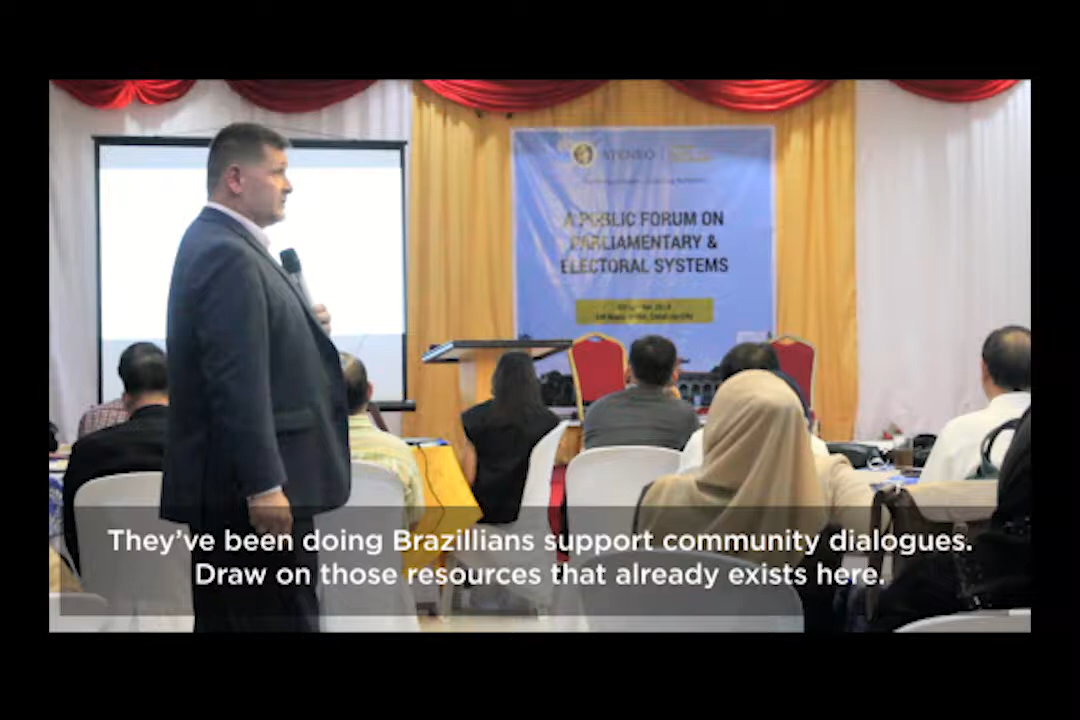 ATENEO
A PUBLIC FORUM ON
PARLIAMENTARY &
ELECTORAL SYSTEMS
They've been doing Brazillians support community dialogues.
Draw on those resources that already exists here.